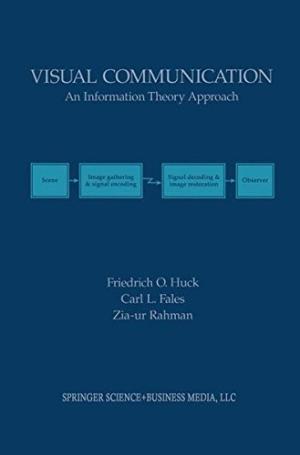 VISUAL COMMUNICATION
An Information Theory Approach
Scene
Image gathering
& signal encoding
Signal decoding &
image restoration
Observer
Friedrich O. Huck
Carl L. Fales
Zia-ur Rahman
SPRINGER SCIENCE+BUSINESS MEDIA, LLC